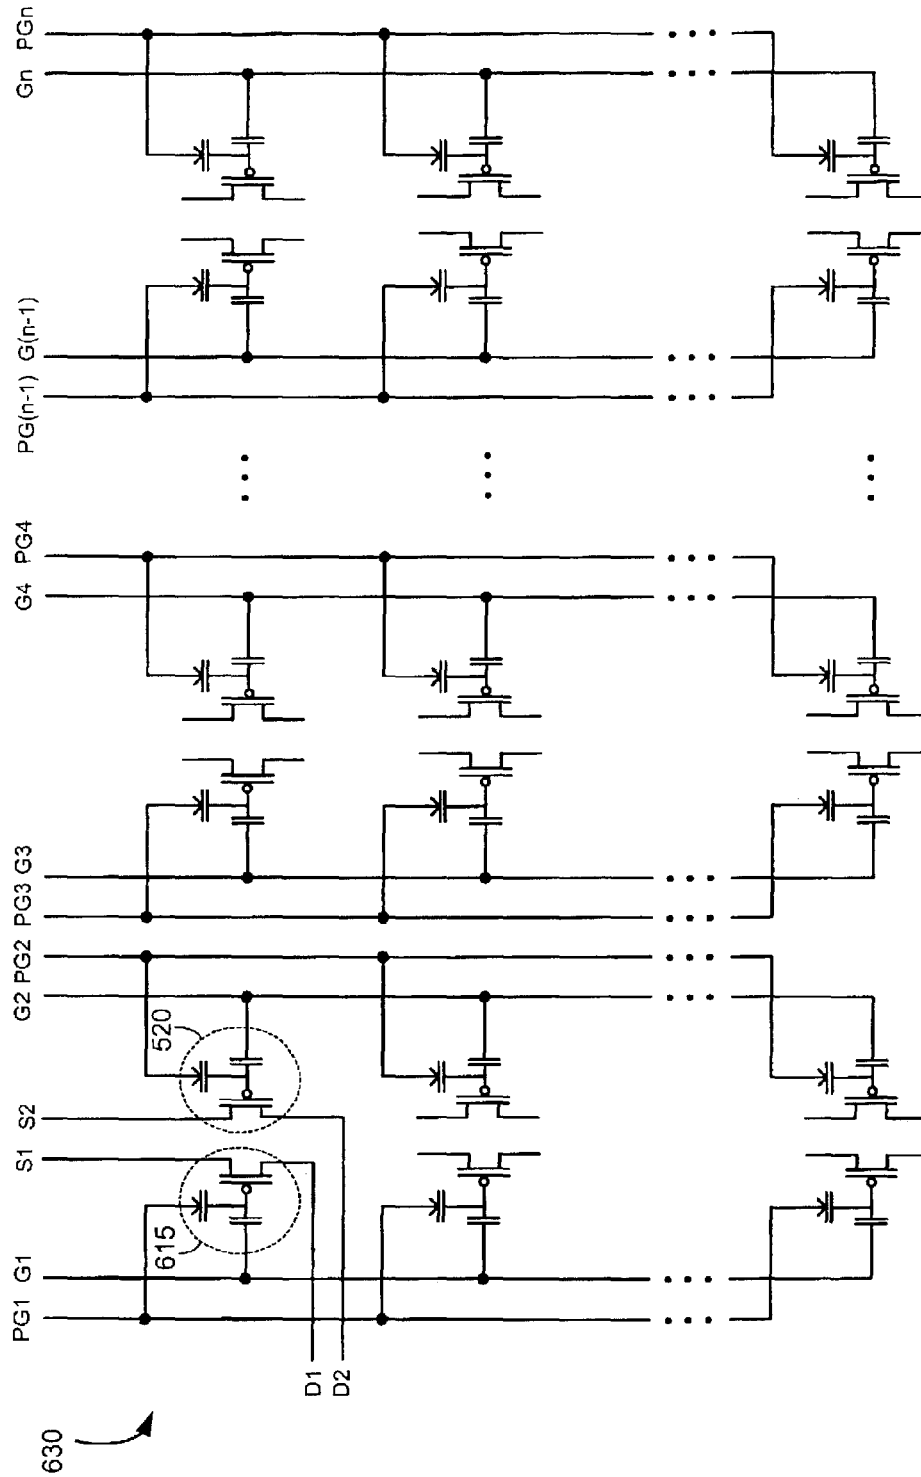 PG1
G1
S1
S2
G2
PG2
PG3
G3
G4
PG4
PG(n-1)
G(n-1)
Gn
PGn
615
520
D1
D2
630